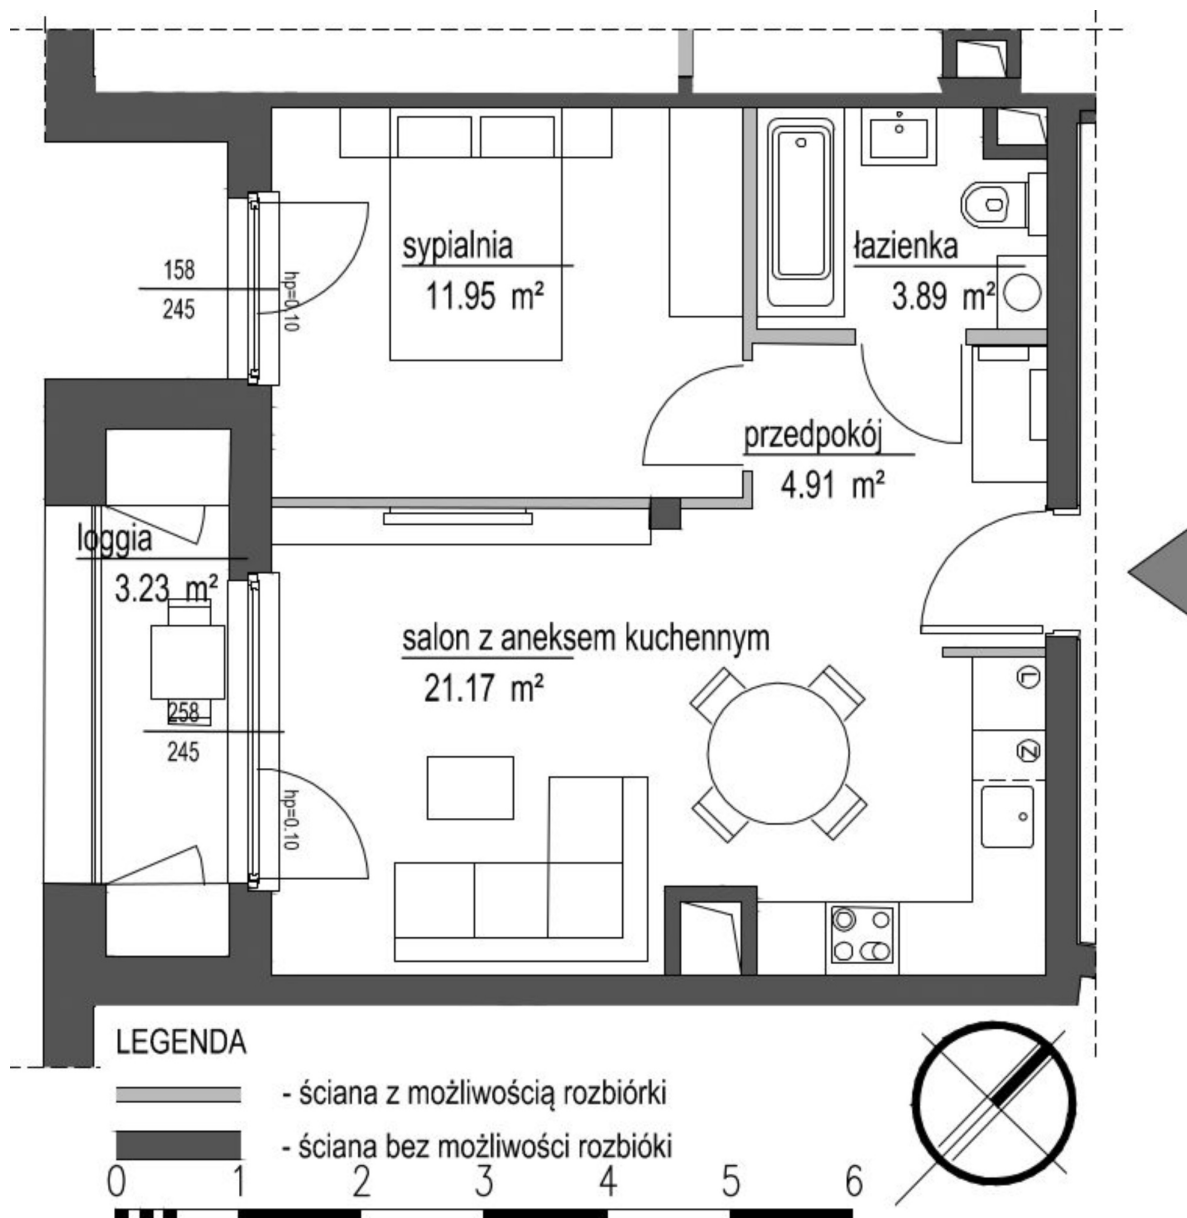 sypialnia
11.95 m²
158
245
hp=0.10
łazienka
3.89 m²
przedpokój
4.91 m²
loggia
3.23 m²
salon z aneksem kuchennym
21.17 m²
258
245
hp=0.10
L
Z
LEGENDA
- ściana z możliwością rozbiórki
- ściana bez możliwości rozbióki
0 1 2 3 4 5 6